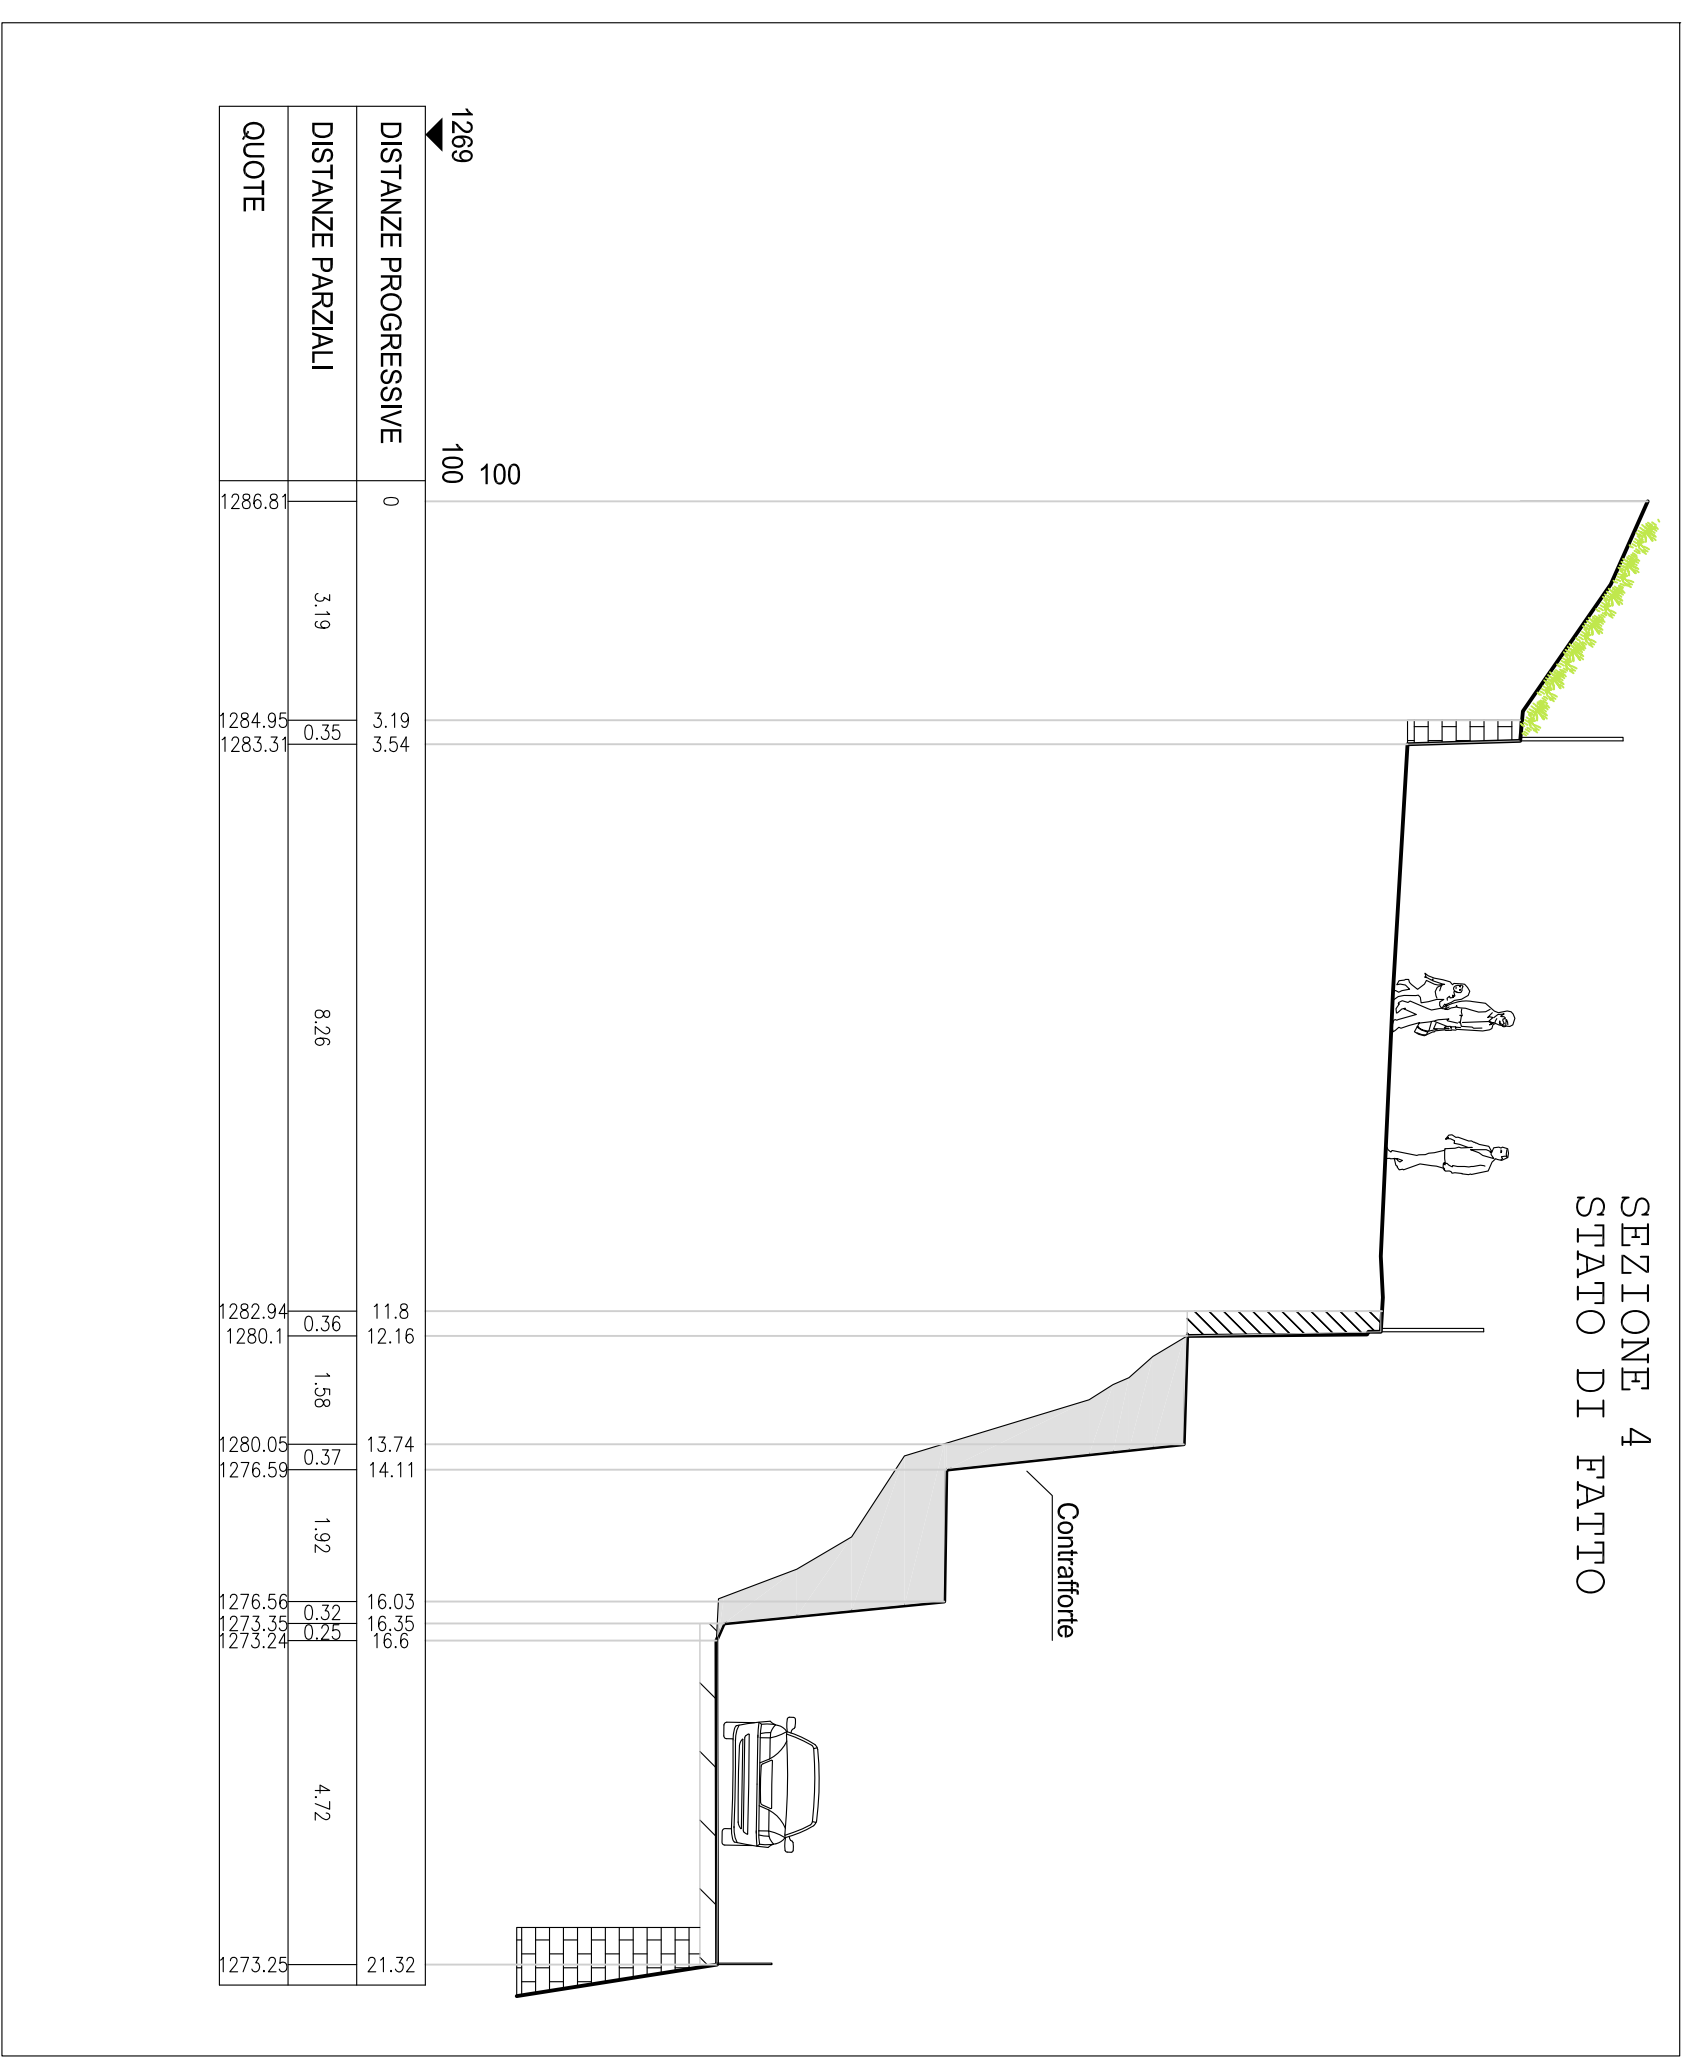 SEZIONE 4
STATO DI FATTO
Contrafforte
1269
100 100
DISTANZE PROGRESSIVE 0 3.19 3.54 11.8 12.16 13.74 14.11 16.03 16.35 16.6 21.32
DISTANZE PARZIALI 3.19 0.35 8.26 0.36 1.58 0.37 1.92 0.32 0.25 4.72
QUOTE 1286.81 1284.95 1283.31 1282.94 1280.1 1280.05 1276.59 1276.56 1273.35 1273.24 1273.25